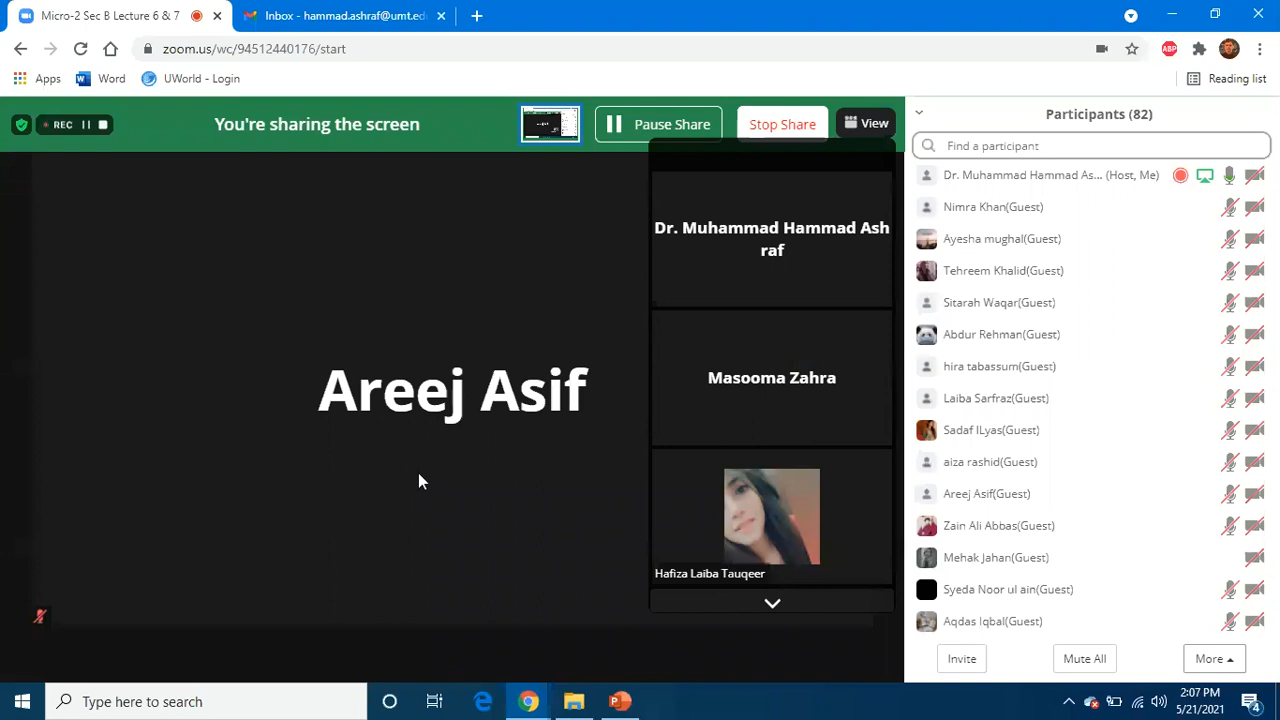 Micro-2 Sec B Lecture 6 & 7
Inbox - hammad.ashraf@umt.ed
zoom.us/wc/94512440176/start
ABP
Apps
Word
UWorld - Login
Reading list
REC
You're sharing the screen
Pause Share
Stop Share
View
Dr. Muhammad Hammad Ash
raf
Masooma Zahra
Hafiza Laiba Tauqeer
Areej Asif
Participants (82)
Find a participant
Dr. Muhammad Hammad As... (Host, Me)
Nimra Khan(Guest)
Ayesha mughal(Guest)
Tehreem Khalid(Guest)
Sitarah Waqar(Guest)
Abdur Rehman(Guest)
hira tabassum(Guest)
Laiba Sarfraz(Guest)
Sadaf ILyas(Guest)
aiza rashid(Guest)
Areej Asif(Guest)
Zain Ali Abbas(Guest)
Mehak Jahan(Guest)
Syeda Noor ul ain(Guest)
Aqdas Iqbal(Guest)
Invite
Mute All
More
Type here to search
2:07 PM
5/21/2021
4